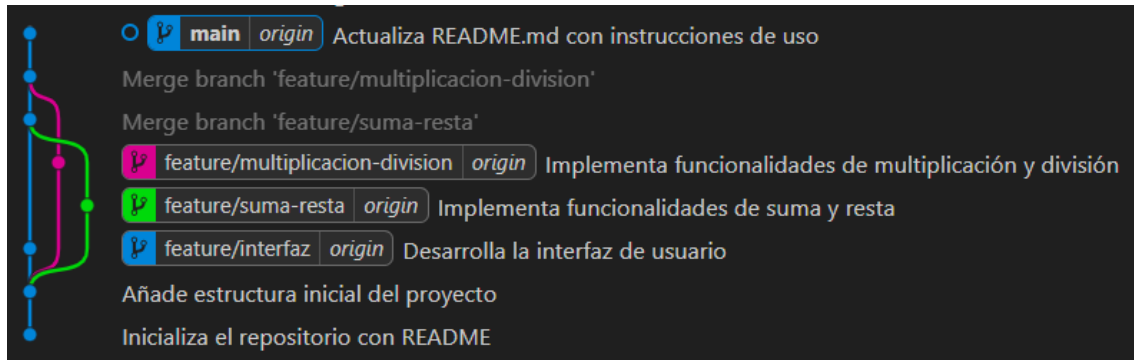 main origin Actualiza README.md con instrucciones de uso
Merge branch 'feature/multiplicacion-division'
Merge branch 'feature/suma-resta'
feature/multiplicacion-division origin Implementa funcionalidades de multiplicación y división
feature/suma-resta origin Implementa funcionalidades de suma y resta
feature/interfaz origin Desarrolla la interfaz de usuario
Añade estructura inicial del proyecto
Inicializa el repositorio con README